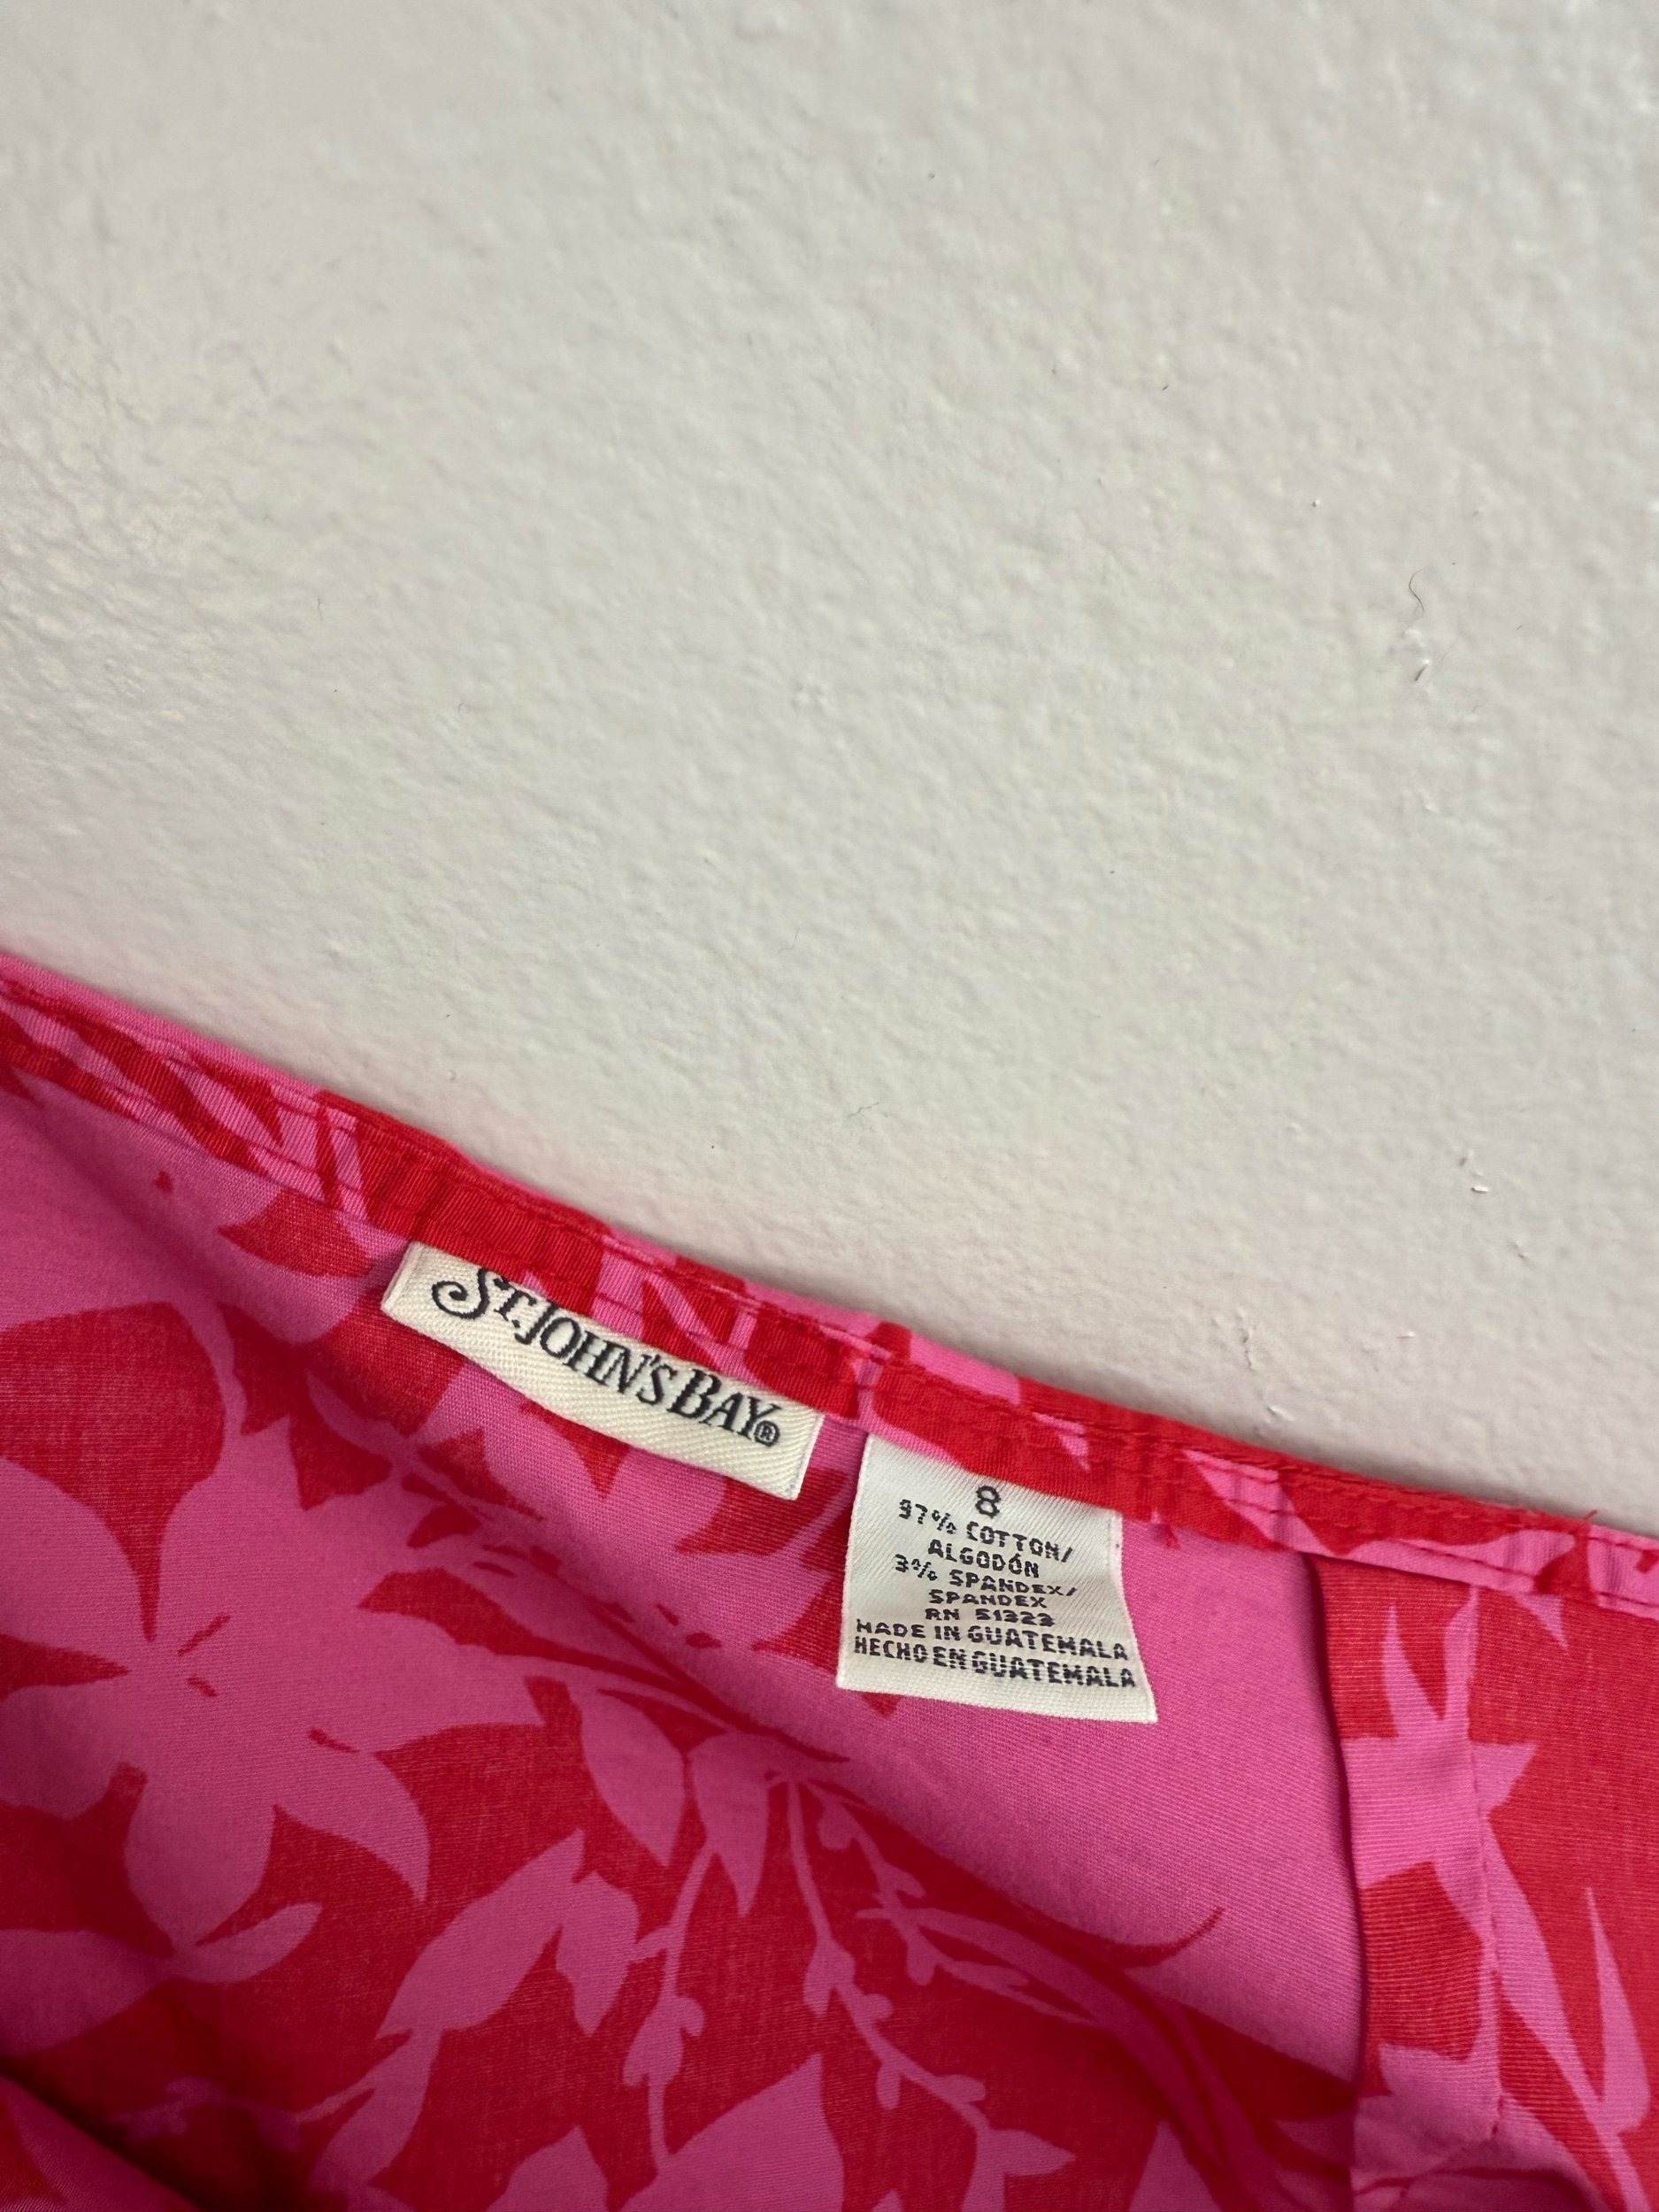 ST. JOHN'S BAY®
8
97% COTTON/
ALGODÓN
3% SPANDEX/
SPANDEX
RN 51323
MADE IN GUATEMALA
HECHO EN GUATEMALA